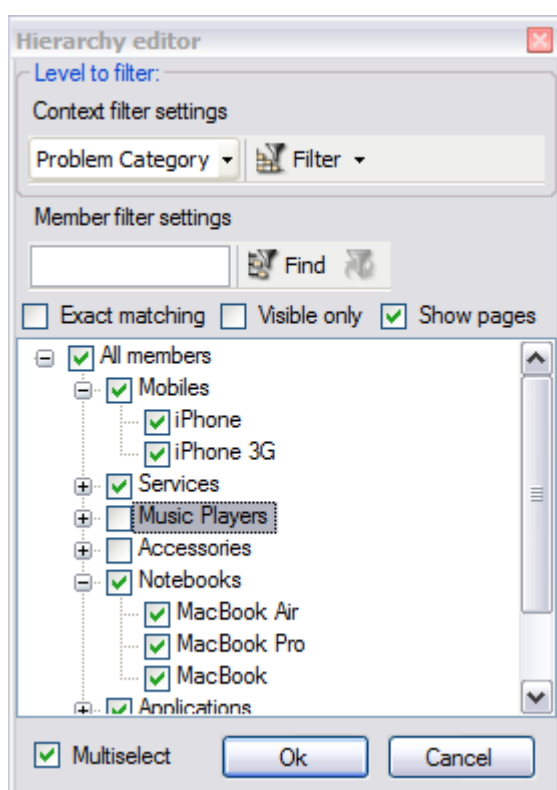 Hierarchy editor
Level to filter:
Context filter settings
Problem Category Filter
Member filter settings
Find
Exact matching Visible only Show pages
All members
Mobiles
iPhone
iPhone 3G
Services
Music Players
Accessories
Notebooks
MacBook Air
MacBook Pro
MacBook
Applications
Multiselect Ok Cancel